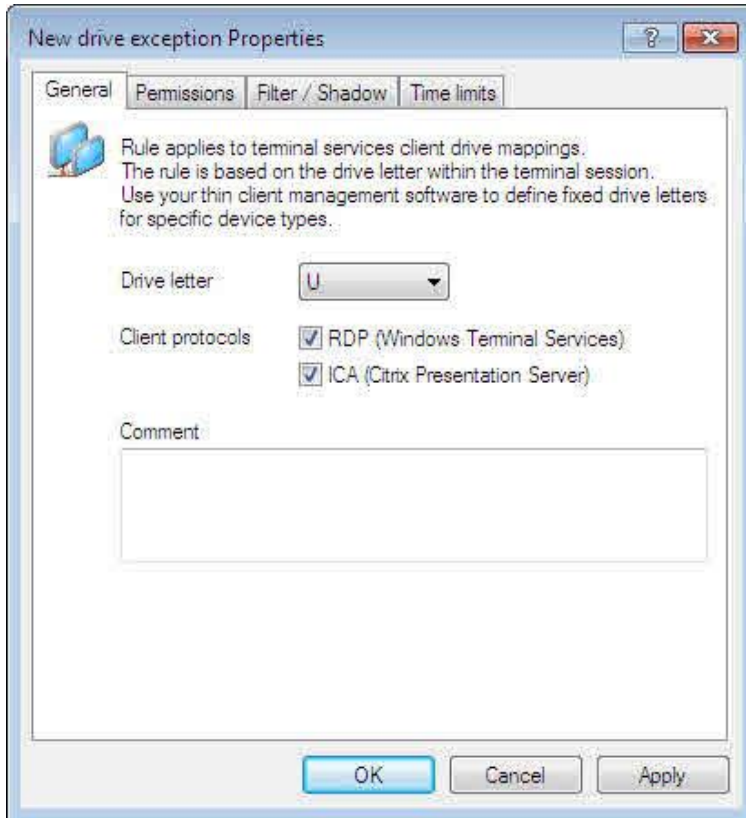 New drive exception Properties
?
General Permissions Filter / Shadow Time limits
Rule applies to terminal services client drive mappings.
The rule is based on the drive letter within the terminal session.
Use your thin client management software to define fixed drive letters
for specific device types.
Drive letter U
Client protocols RDP (Windows Terminal Services)
ICA (Citrix Presentation Server)
Comment
OK Cancel Apply